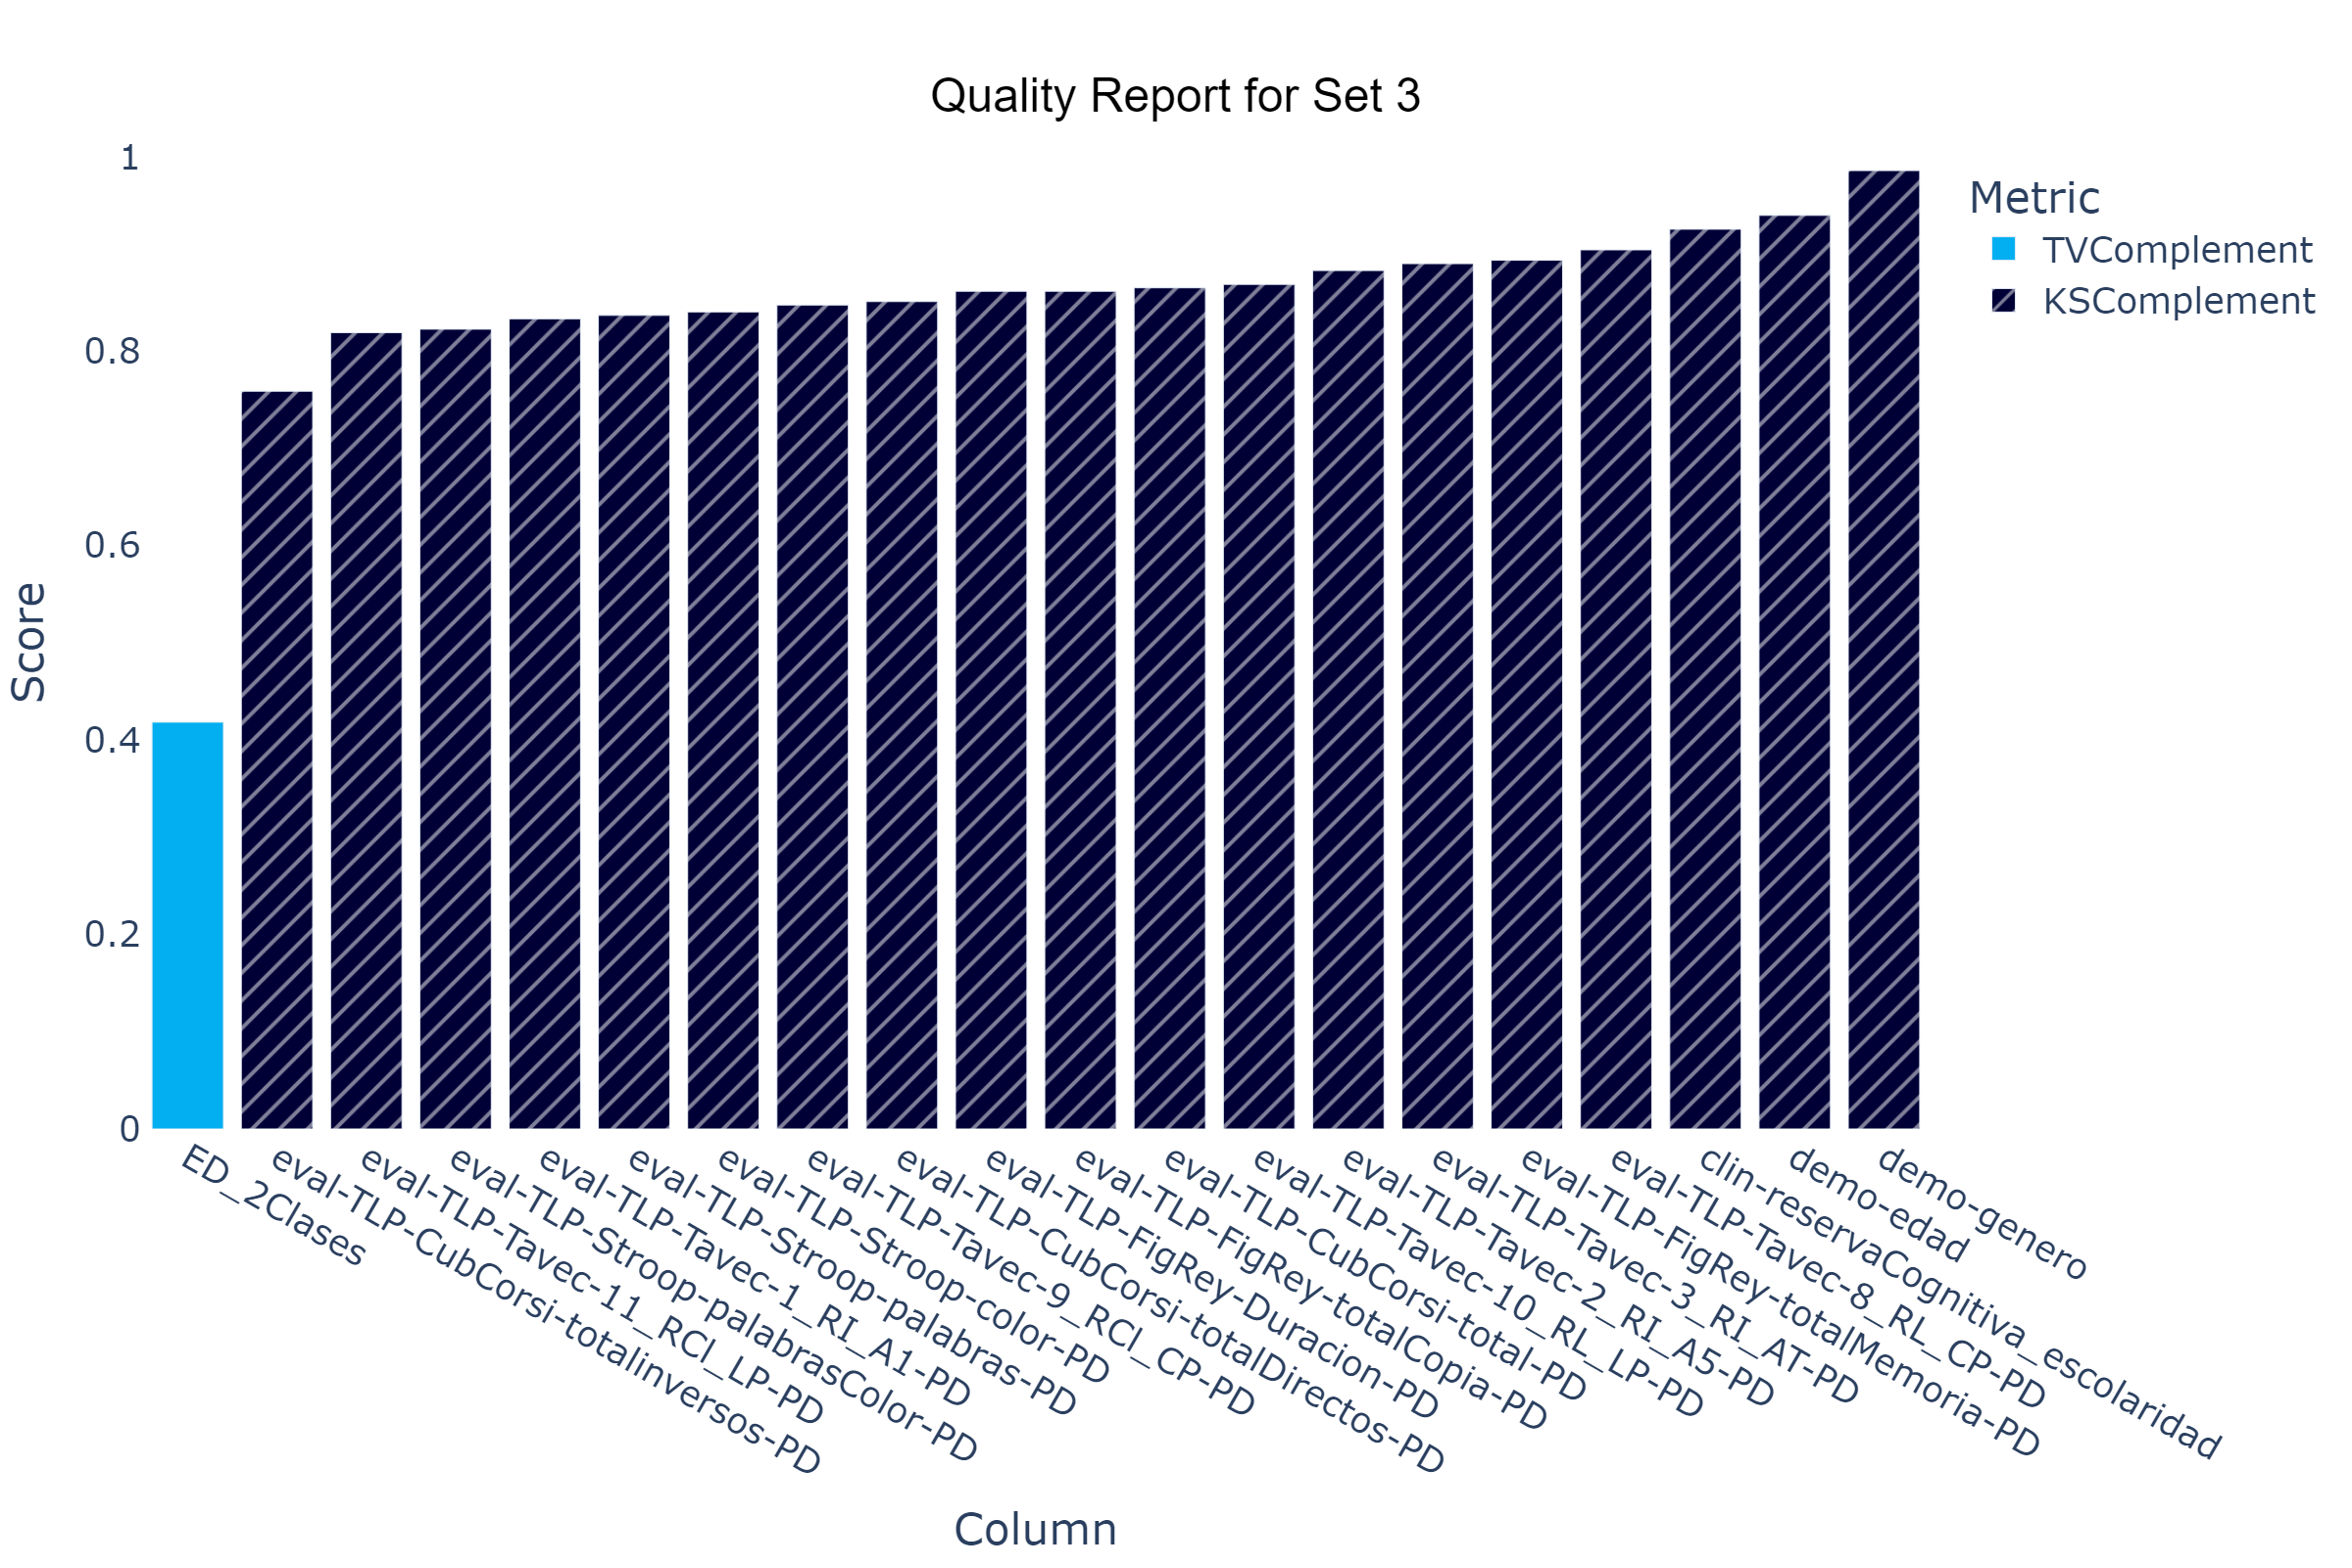 Quality Report for Set 3
1
0.8
0.6
0.4
0.2
0
Score
Metric
TVComplement
KSComplement
ED_2Clases
eval-TLP-CubCorsi-totalinversos-PD
eval-TLP-Tavec-11_RCl_LP-PD
eval-TLP-Stroop-palabrasColor-PD
eval-TLP-Tavec-1_RI_A1-PD
eval-TLP-Stroop-palabras-PD
eval-TLP-Stroop-color-PD
eval-TLP-Tavec-9_RCl_CP-PD
eval-TLP-CubCorsi-totalDirectos-PD
eval-TLP-FigRey-Duracion-PD
eval-TLP-FigRey-totalCopia-PD
eval-TLP-CubCorsi-total-PD
eval-TLP-Tavec-10_RL_LP-PD
eval-TLP-Tavec-2_RI_A5-PD
eval-TLP-Tavec-3_RI_AT-PD
eval-TLP-FigRey-totalMemoria-PD
eval-TLP-Tavec-8_RL_CP-PD
clin-reservaCognitiva_escolaridad
demo-edad
demo-genero
Column